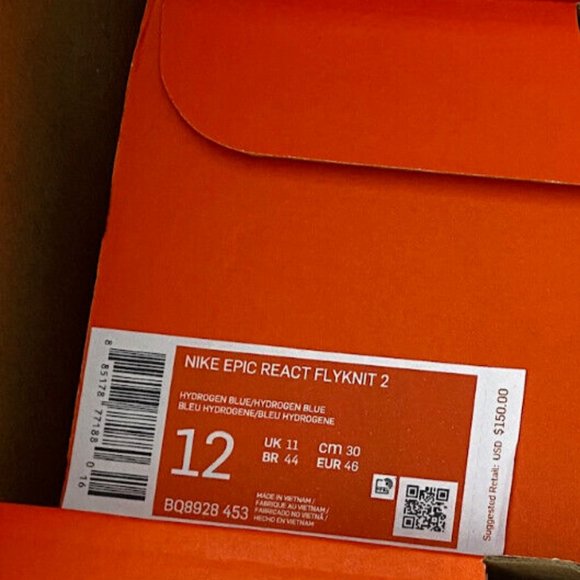 NIKE EPIC REACT FLYKNIT 2
HYDROGEN BLUE/HYDROGEN BLUE
BLEU HYDROGENE/BLEU HYDROGENE
12
UK 11 cm 30
BR 44 EUR 46
BQ8928 453
MADE IN VIETNAM /
FABRIQUE AU VIETNAM /
FABRICADO NO VIETNÃ /
HECHO EN VIETNAM
8 85178 77188 016
Suggested Retail: USD $150.00